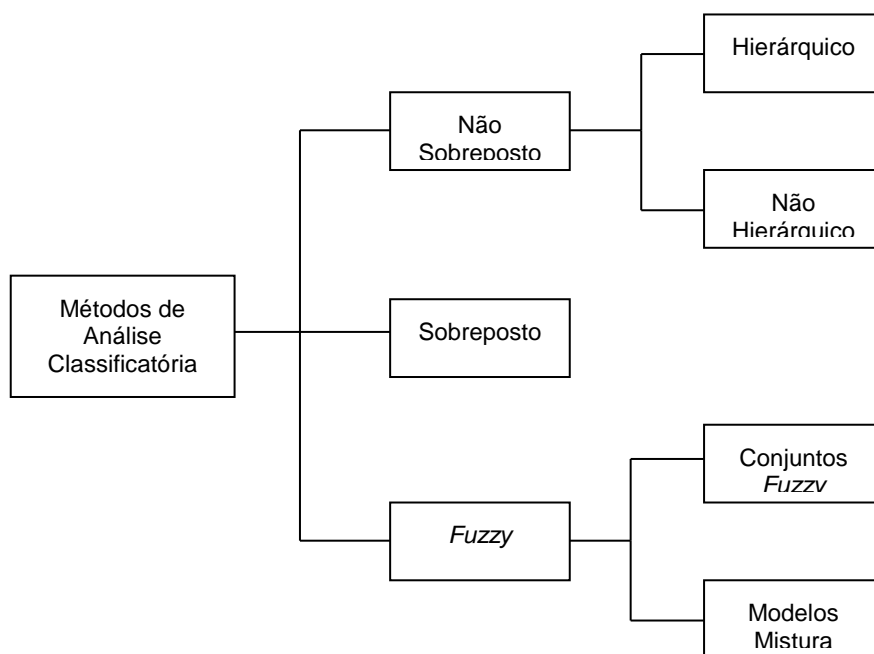 Hierárquico
Não
Sobreposto
Não
Hierárquico
Métodos de
Análise
Classificatória
Sobreposto
Conjuntos
Fuzzy
Fuzzy
Modelos
Mistura